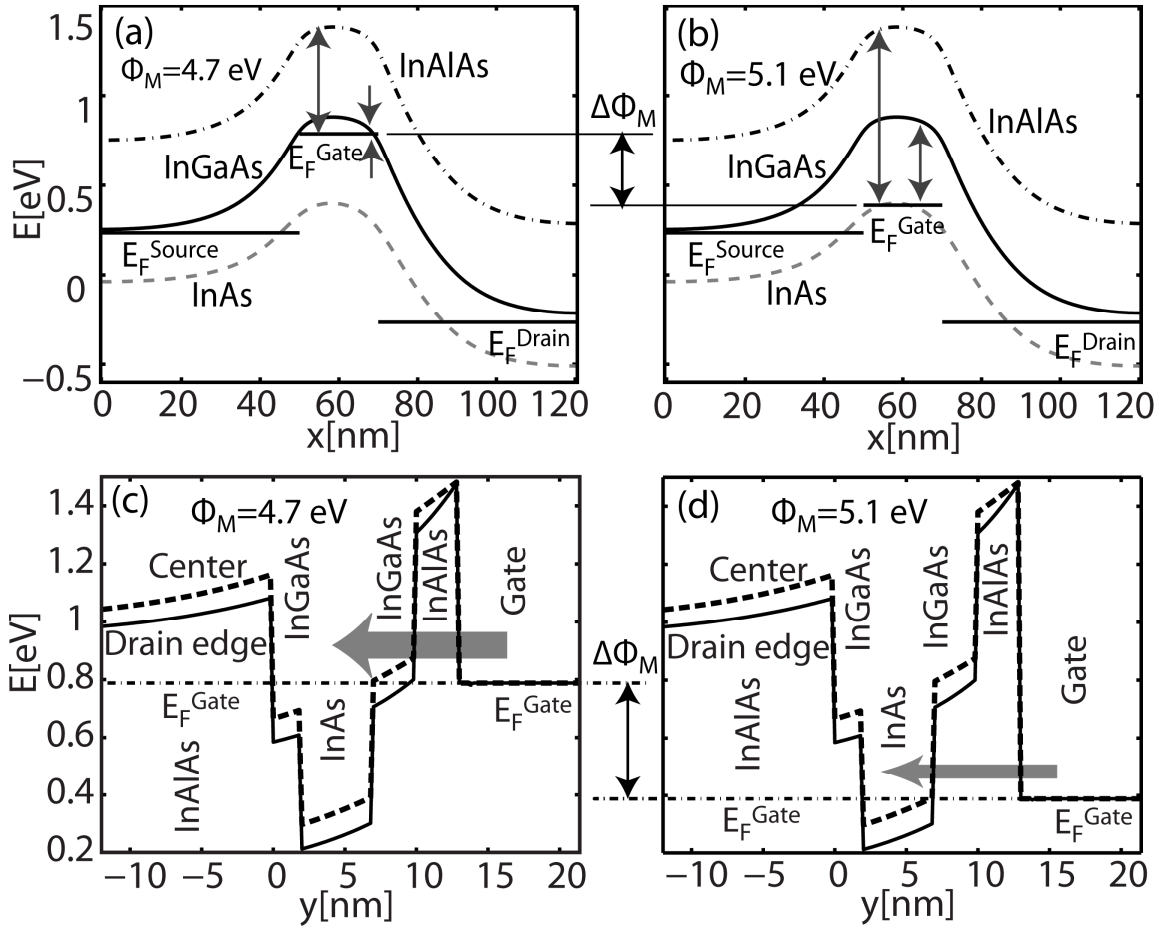 (a)
Φ_M=4.7 eV
InAlAs
InGaAs
E_F^Gate
E_F^Source
InAs
E_F^Drain
1.5
1
0.5
0
−0.5
E[eV]
0 20 40 60 80 100 120
x[nm]
ΔΦ_M
(b)
Φ_M=5.1 eV
InAlAs
InGaAs
E_F^Gate
E_F^Source
InAs
E_F^Drain
0 20 40 60 80 100 120
x[nm]
(c)
Φ_M=4.7 eV
Center
Drain edge
InGaAs
InGaAs
InAlAs
Gate
E_F^Gate
E_F^Gate
InAs
InAlAs
1.4
1.2
1
0.8
0.6
0.4
0.2
E[eV]
−10 −5 0 5 10 15 20
y[nm]
ΔΦ_M
(d)
Φ_M=5.1 eV
Center
Drain edge
InGaAs
InGaAs
InAlAs
Gate
InAlAs
InAs
E_F^Gate
E_F^Gate
−10 −5 0 5 10 15 20
y[nm]